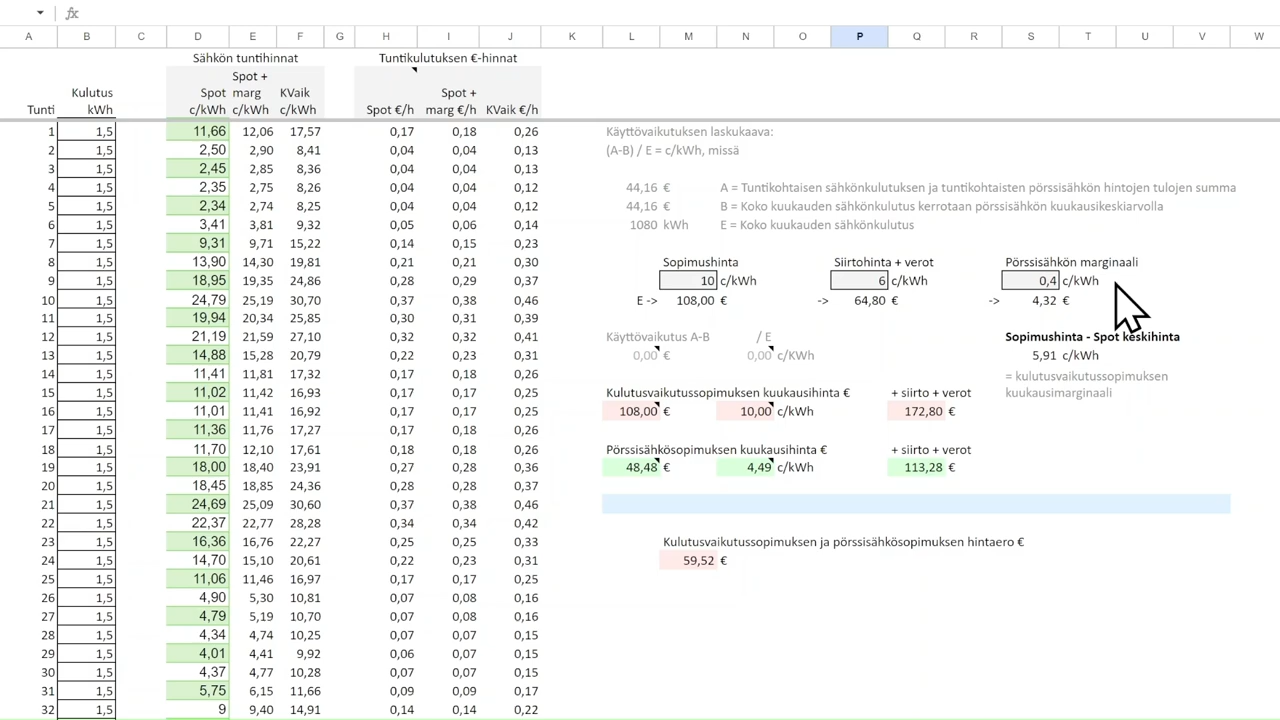 fx
A B C D E F G H I J K L M N O P Q R S T U V W
Sähkön tuntihinnat Tuntikulutuksen €-hinnat
Spot +
Kulutus Spot marg KVaik Spot +
Tunti kWh c/kWh c/kWh c/kWh Spot €/h marg €/h KVaik €/h
1 1,5 11,66 12,06 17,57 0,17 0,18 0,26 Käyttövaikutuksen laskukaava:
2 1,5 2,50 2,90 8,41 0,04 0,04 0,13 (A-B) / E = c/kWh, missä
3 1,5 2,45 2,85 8,36 0,04 0,04 0,13
4 1,5 2,35 2,75 8,26 0,04 0,04 0,12 44,16 € A = Tuntikohtaisen sähkönkulutuksen ja tuntikohtaisten pörssisähkön hintojen tulojen summa
5 1,5 2,34 2,74 8,25 0,04 0,04 0,12 44,16 € B = Koko kuukauden sähkönkulutus kerrotaan pörssisähkön kuukausikeskiarvolla
6 1,5 3,41 3,81 9,32 0,05 0,06 0,14 1080 kWh E = Koko kuukauden sähkönkulutus
7 1,5 9,31 9,71 15,22 0,14 0,15 0,23
8 1,5 13,90 14,30 19,81 0,21 0,21 0,30 Sopimushinta Siirtohinta + verot Pörssisähkön marginaali
9 1,5 18,95 19,35 24,86 0,28 0,29 0,37 10 c/kWh 6 c/kWh 0,4 c/kWh
10 1,5 24,79 25,19 30,70 0,37 0,38 0,46 E -> 108,00 € -> 64,80 € -> 4,32 €
11 1,5 19,94 20,34 25,85 0,30 0,31 0,39
12 1,5 21,19 21,59 27,10 0,32 0,32 0,41 Käyttövaikutus A-B / E Sopimushinta - Spot keskihinta
13 1,5 14,88 15,28 20,79 0,22 0,23 0,31 0,00 € 0,00 c/KWh 5,91 c/kWh
14 1,5 11,41 11,81 17,32 0,17 0,18 0,26 = kulutusvaikutussopimuksen
15 1,5 11,02 11,42 16,93 0,17 0,17 0,25 Kulutusvaikutussopimuksen kuukausihinta € + siirto + verot kuukausimarginaali
16 1,5 11,01 11,41 16,92 0,17 0,17 0,25 108,00 € 10,00 c/kWh 172,80 €
17 1,5 11,36 11,76 17,27 0,17 0,18 0,26
18 1,5 11,70 12,10 17,61 0,18 0,18 0,26 Pörssisähkösopimuksen kuukausihinta € + siirto + verot
19 1,5 18,00 18,40 23,91 0,27 0,28 0,36 48,48 € 4,49 c/kWh 113,28 €
20 1,5 18,45 18,85 24,36 0,28 0,28 0,37
21 1,5 24,69 25,09 30,60 0,37 0,38 0,46
22 1,5 22,37 22,77 28,28 0,34 0,34 0,42
23 1,5 16,36 16,76 22,27 0,25 0,25 0,33 Kulutusvaikutussopimuksen ja pörssisähkösopimuksen hintaero €
24 1,5 14,70 15,10 20,61 0,22 0,23 0,31 59,52 €
25 1,5 11,06 11,46 16,97 0,17 0,17 0,25
26 1,5 4,90 5,30 10,81 0,07 0,08 0,16
27 1,5 4,79 5,19 10,70 0,07 0,08 0,16
28 1,5 4,34 4,74 10,25 0,07 0,07 0,15
29 1,5 4,01 4,41 9,92 0,06 0,07 0,15
30 1,5 4,37 4,77 10,28 0,07 0,07 0,15
31 1,5 5,75 6,15 11,66 0,09 0,09 0,17
32 1,5 9 9,40 14,91 0,14 0,14 0,22